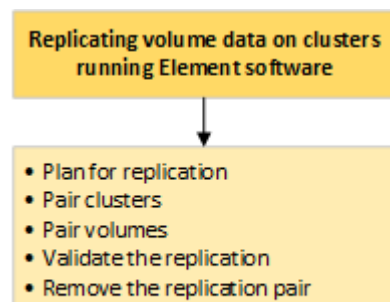 Replicating volume data on clusters
running Element software
• Plan for replication
• Pair clusters
• Pair volumes
• Validate the replication
• Remove the replication pair